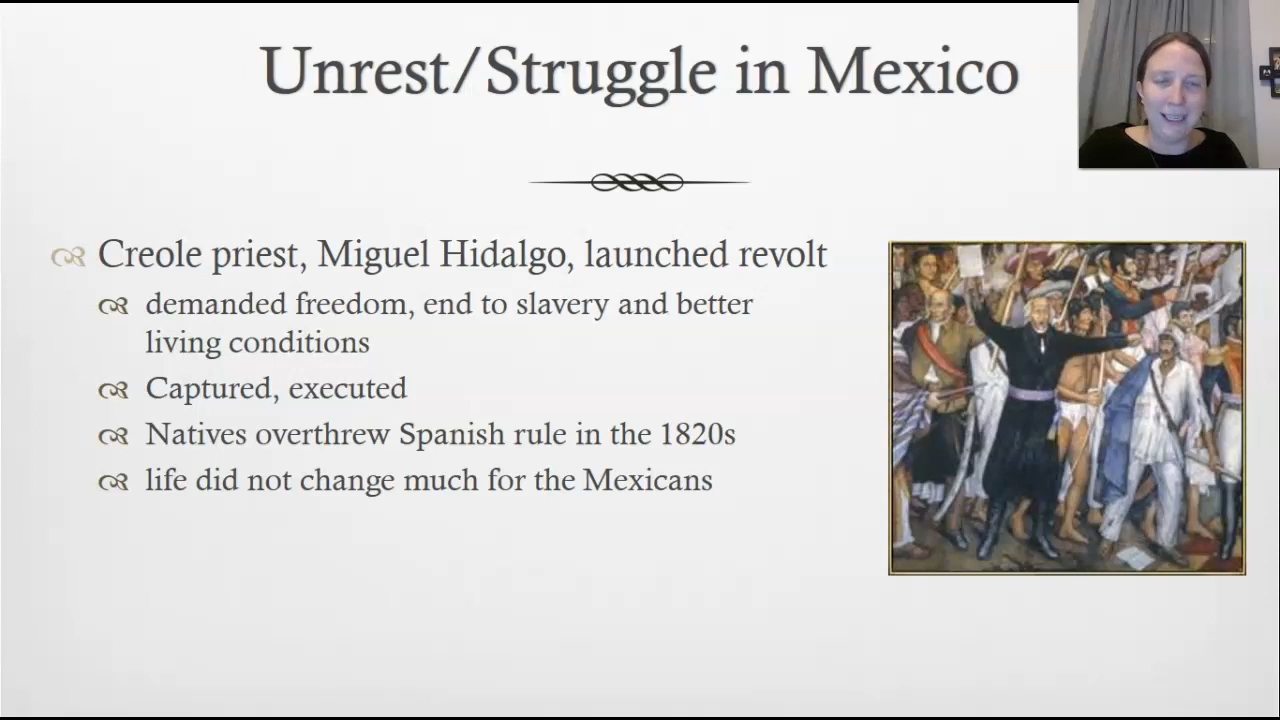 Unrest/Struggle in Mexico
Creole priest, Miguel Hidalgo, launched revolt
demanded freedom, end to slavery and better
living conditions
Captured, executed
Natives overthrew Spanish rule in the 1820s
life did not change much for the Mexicans